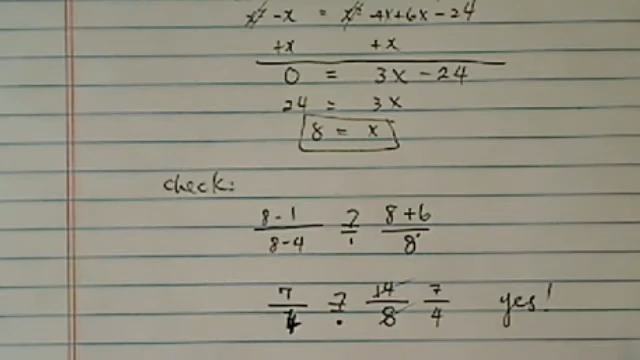 x² - x = x² - 4x + 6x - 24
+x +x
0 = 3x - 24
24 = 3x
8 = x
check:
(8-1)/(8-4) ?= (8+6)/8
7/4 ?= 14/8 7/4 yes!